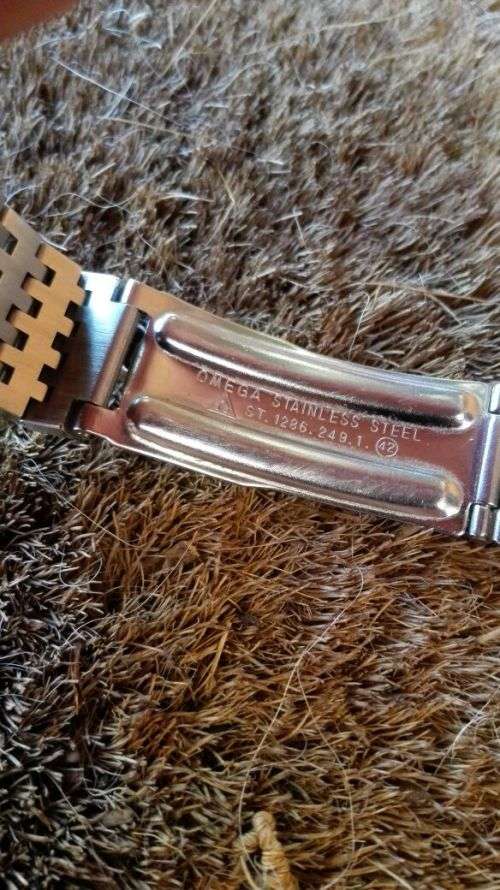 OMEGA STAINLESS STEEL
ST.1286.249.1. 42